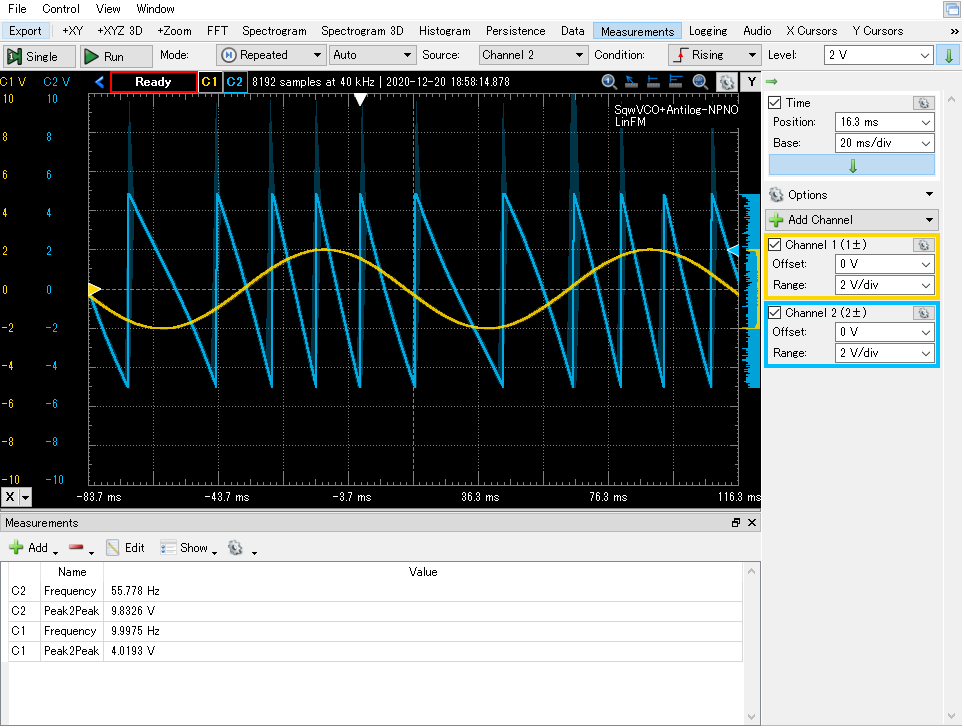 File Control View Window
Export +XY +XYZ 3D +Zoom FFT Spectrogram Spectrogram 3D Histogram Persistence Data Measurements Logging Audio X Cursors Y Cursors »
Single Run Mode: Repeated Auto Source: Channel 2 Condition: Rising Level: 2 V
C1 V C2 V Ready C1 C2 8192 samples at 40 kHz | 2020-12-20 18:58:14.878 Y
SqwVCO+Antilog-NPNO
LinFM
10 10
8 8
6 6
4 4
2 2
0 0
-2 -2
-4 -4
-6 -6
-8 -8
-10 -10
X -83.7 ms -43.7 ms -3.7 ms 36.3 ms 76.3 ms 116.3 ms
Time
Position: 16.3 ms
Base: 20 ms/div
Options
Add Channel
Channel 1 (1±)
Offset: 0 V
Range: 2 V/div
Channel 2 (2±)
Offset: 0 V
Range: 2 V/div
Measurements
Add Edit Show
Name Value
C2 Frequency 55.778 Hz
C2 Peak2Peak 9.8326 V
C1 Frequency 9.9975 Hz
C1 Peak2Peak 4.0193 V